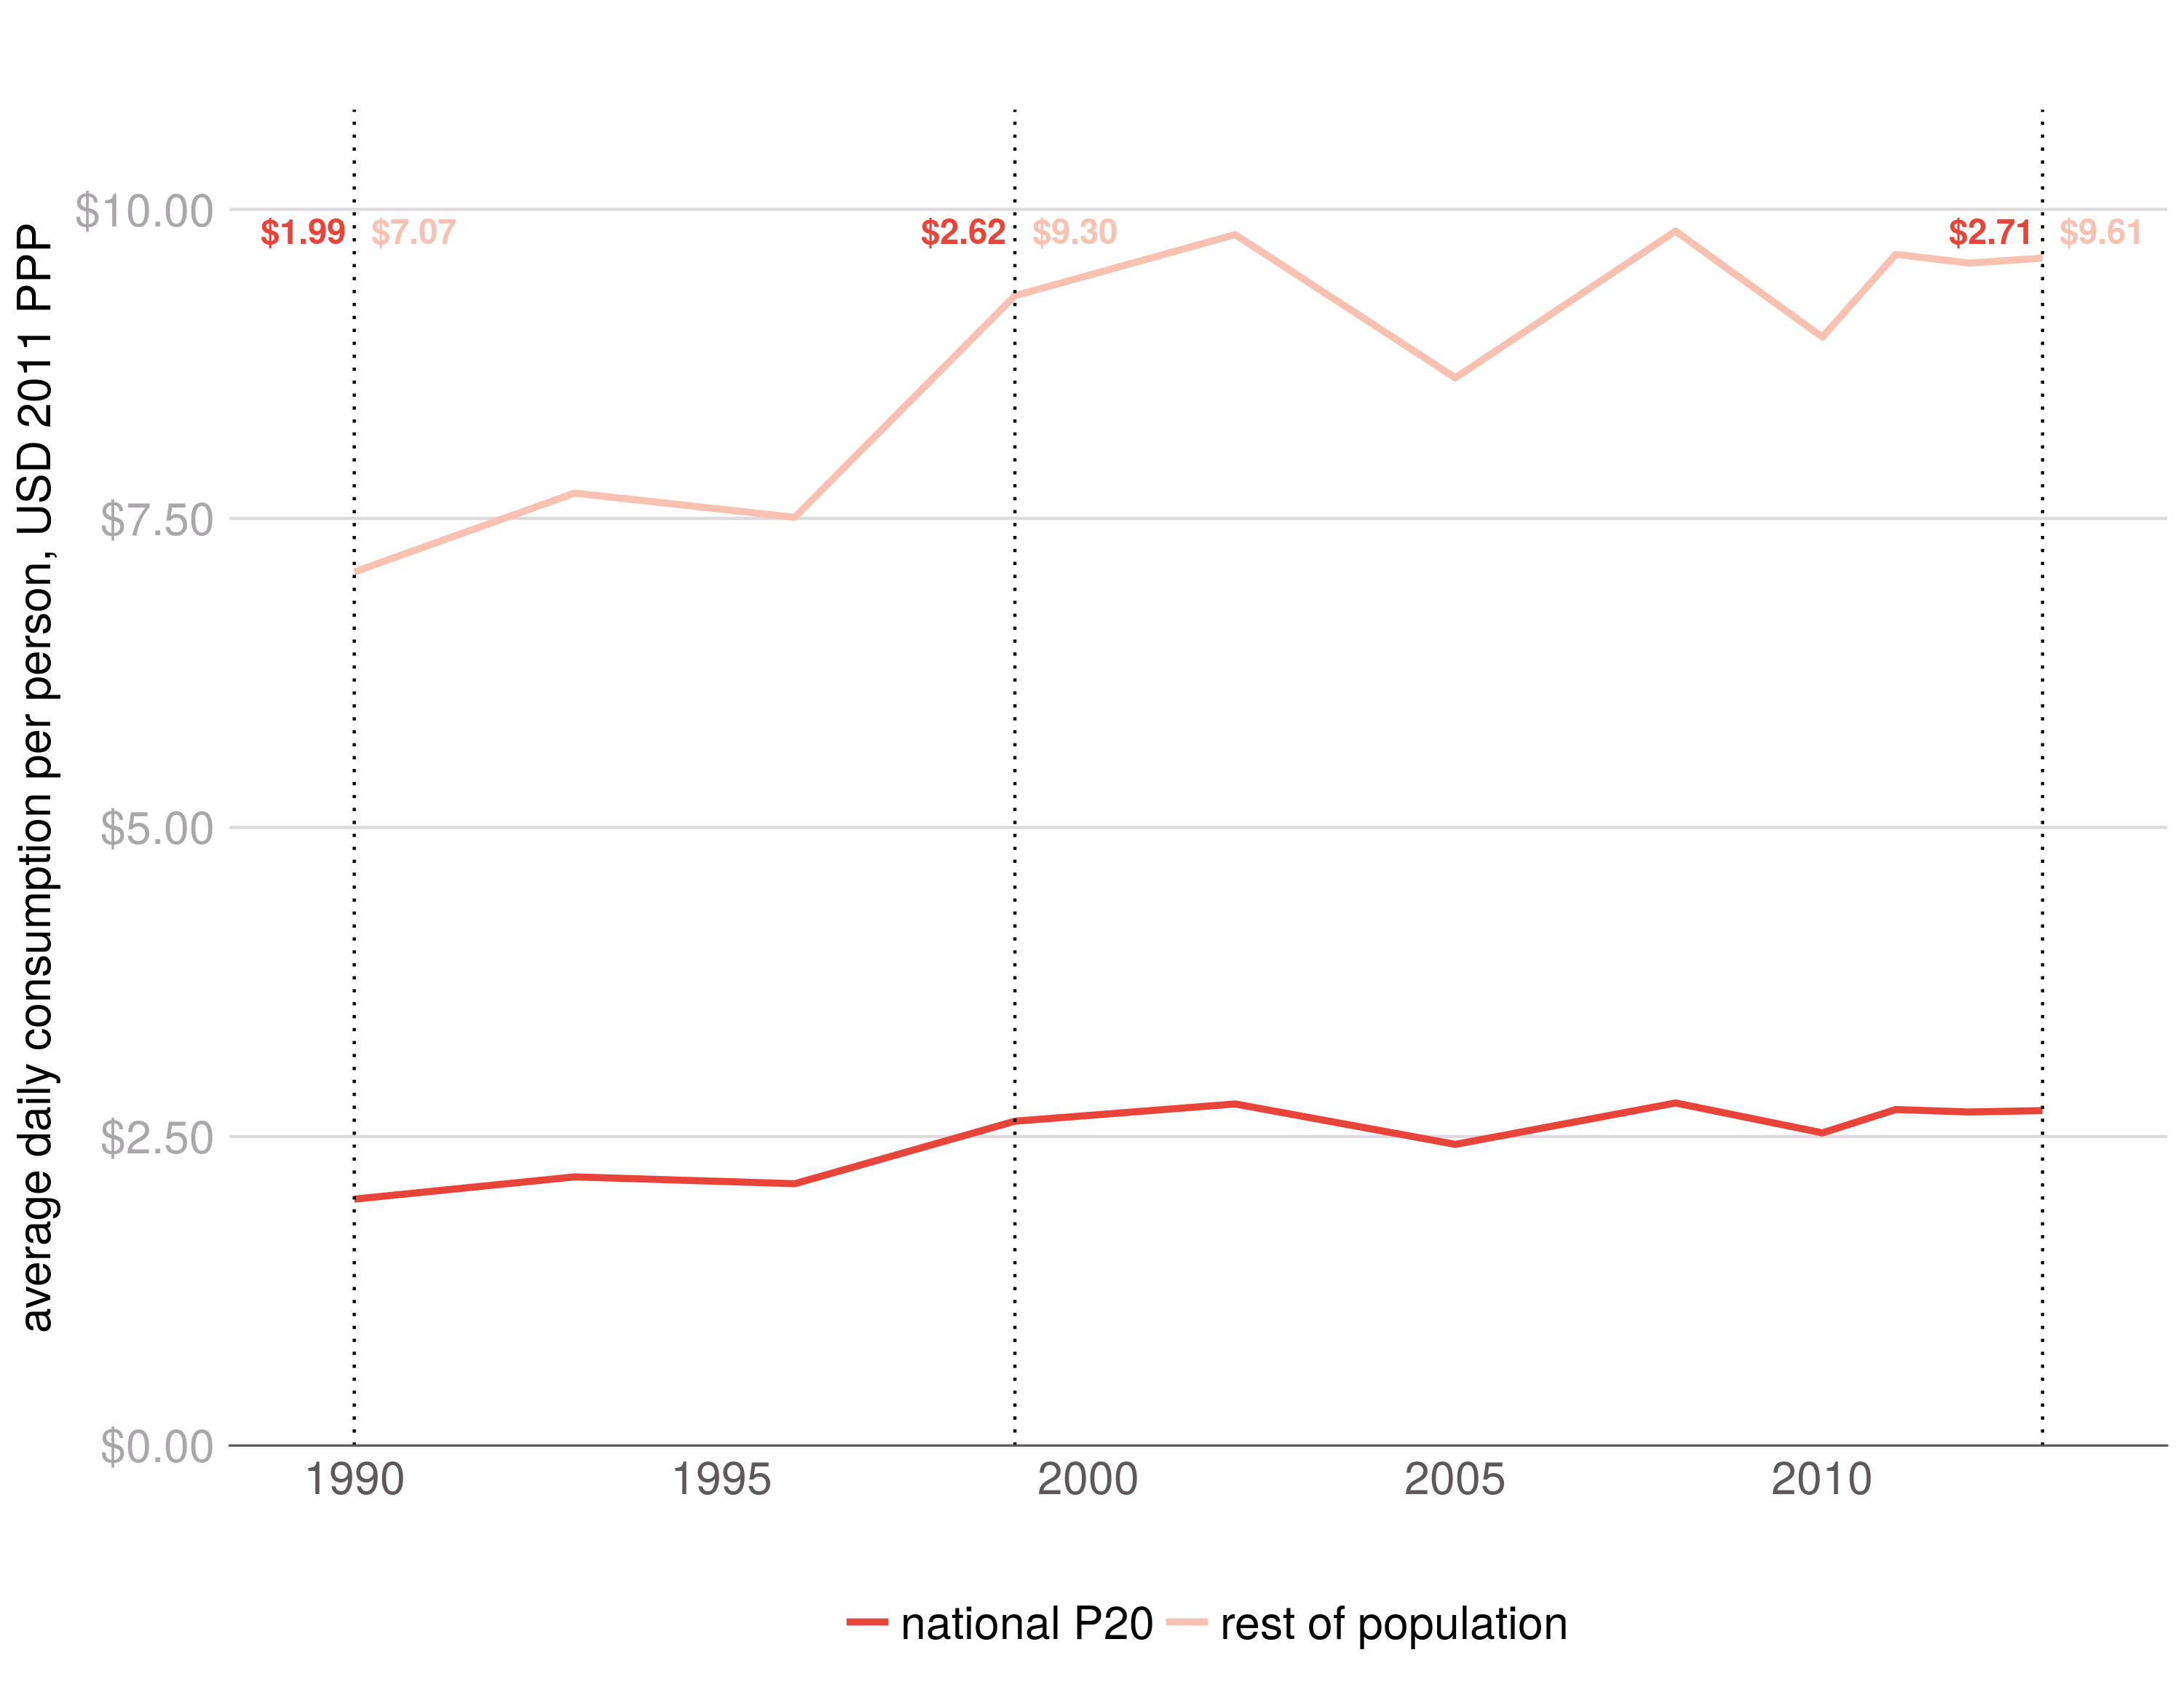 average daily consumption per person, USD 2011 PPP
$10.00
$7.50
$5.00
$2.50
$0.00
$1.99 $7.07
$2.62 $9.30
$2.71 $9.61
1990 1995 2000 2005 2010
national P20 rest of population